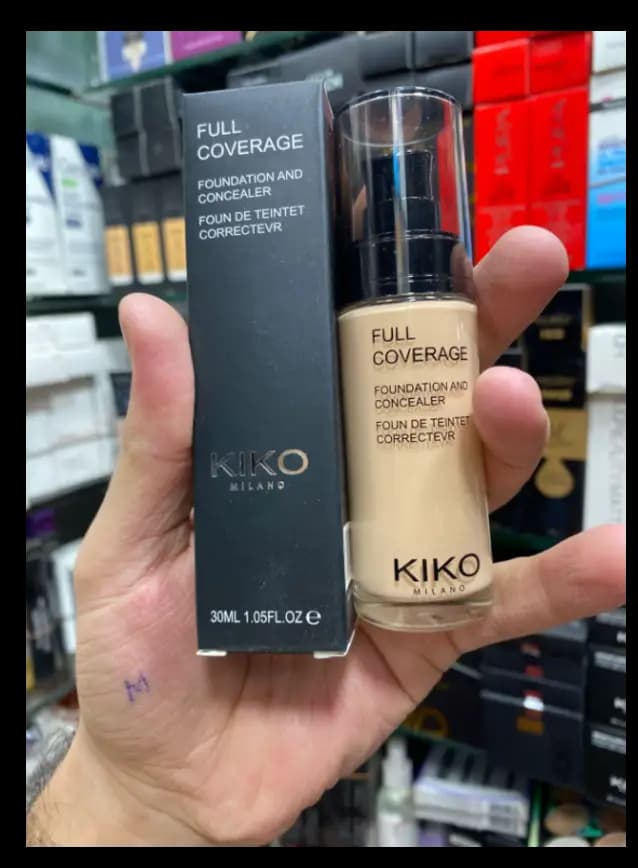 FULL
COVERAGE
FOUNDATION AND
CONCEALER
FOUN DE TEINTET
CORRECTEVR
KIKO
MILANO
30ML 1.05FL.OZ e
FULL
COVERAGE
FOUNDATION AND
CONCEALER
FOUN DE TEINTET
CORRECTEVR
KIKO
MILANO